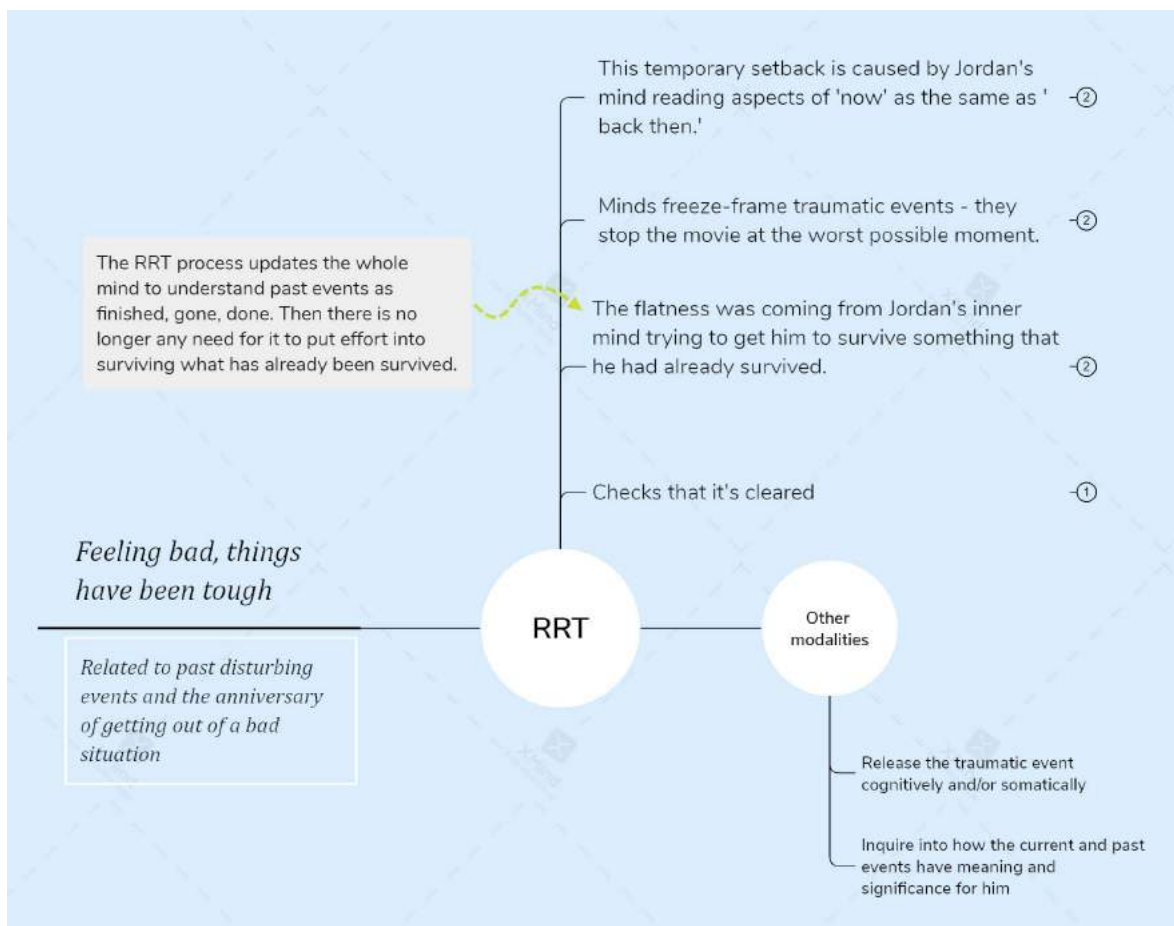 This temporary setback is caused by Jordan's
mind reading aspects of 'now' as the same as '
back then.'
2
Minds freeze-frame traumatic events - they
stop the movie at the worst possible moment.
2
The RRT process updates the whole
mind to understand past events as
finished, gone, done. Then there is no
longer any need for it to put effort into
surviving what has already been survived.
The flatness was coming from Jordan's inner
mind trying to get him to survive something that
he had already survived.
2
Checks that it's cleared
1
Feeling bad, things
have been tough
Related to past disturbing
events and the anniversary
of getting out of a bad
situation
RRT
Other
modalities
Release the traumatic event
cognitively and/or somatically
Inquire into how the current and past
events have meaning and
significance for him